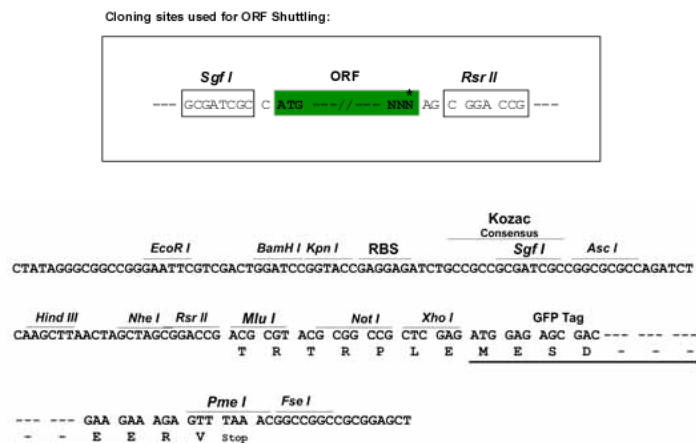 Cloning sites used for ORF Shuttling:
Sgf I ORF Rsr II
--- GCGATCGC C ATG ---//--- NNN* AG C GGA CCG ---
Kozac
Consensus
EcoR I BamH I Kpn I RBS Sgf I Asc I
CTATAGGGCGGCCGGGAATTCGTCGACTGGATCCGGTACCGAGGAGATCTGCCGCCGCGATCGCCGGCGCGCCAGATCT
Hind III Nhe I Rsr II Mlu I Not I Xho I GFP Tag
CAAGCTTAACTAGCTAGCGGACCG ACG CGT ACG CGG CCG CTC GAG ATG GAG AGC GAC --- --- ---
T R T R P L E M E S D - - -
Pme I Fse I
--- --- GAA GAA AGA GTT TAA ACGGCCGGCCGCGGAGCT
- - E E R V Stop